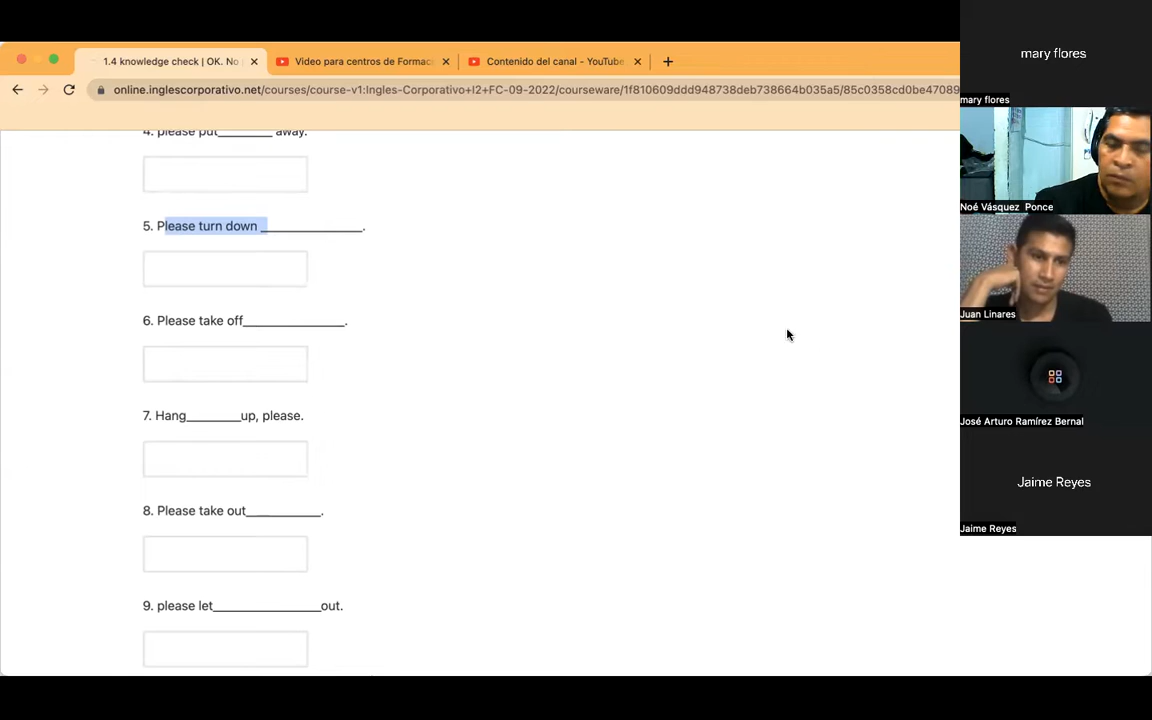 mary flores
1.4 knowledge check | OK. No
Video para centros de Formac
Contenido del canal - YouTube
online.inglescorporativo.net/courses/course-v1:Ingles-Corporativo+I2+FC-09-2022/courseware/1f810609ddd948738deb738664b035a5/85c0358cd0be47089
mary flores
4. please put________ away.
Noé Vásquez Ponce
5. Please turn down _______________.
Juan Linares
6. Please take off_______________.
José Arturo Ramírez Bernal
7. Hang________up, please.
Jaime Reyes
8. Please take out___________.
Jaime Reyes
9. please let________________out.